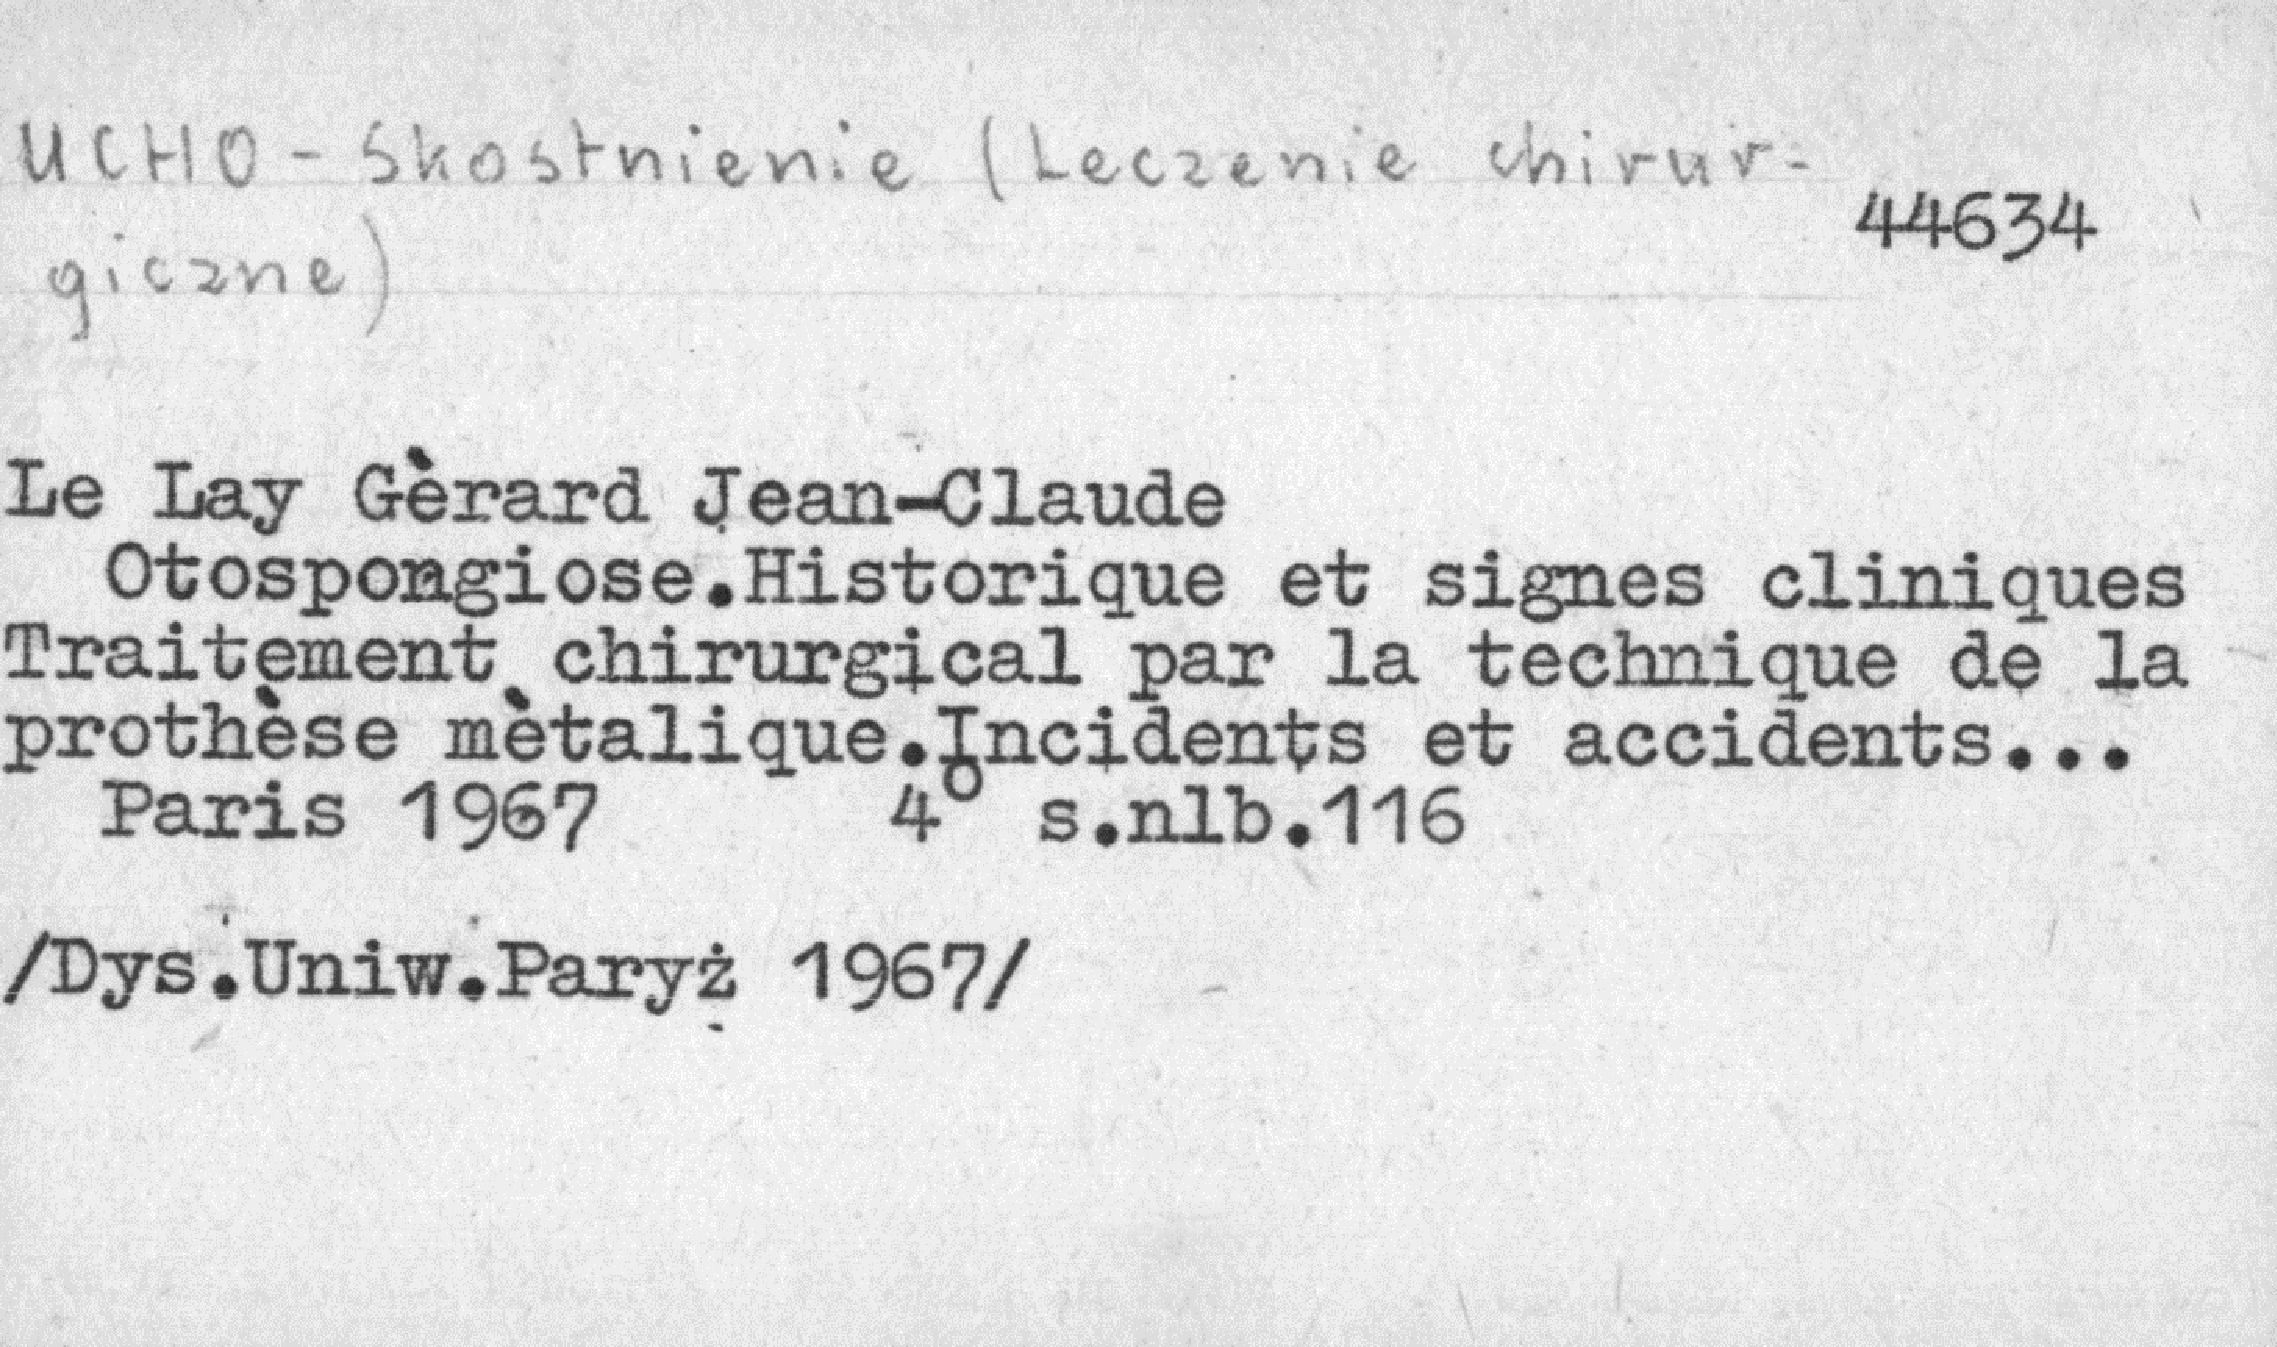 UCHO - Skostnienie (Leczenie chirur-
44634
giczne)
Le Lay Gèrard Jean-Claude
Otospongiose.Historique et signes cliniques
Traitement chirurgical par la technique de la
prothèse mètalique.Incidents et accidents...
Paris 1967 4° s.nlb.116
/Dys.Uniw.Paryż 1967/